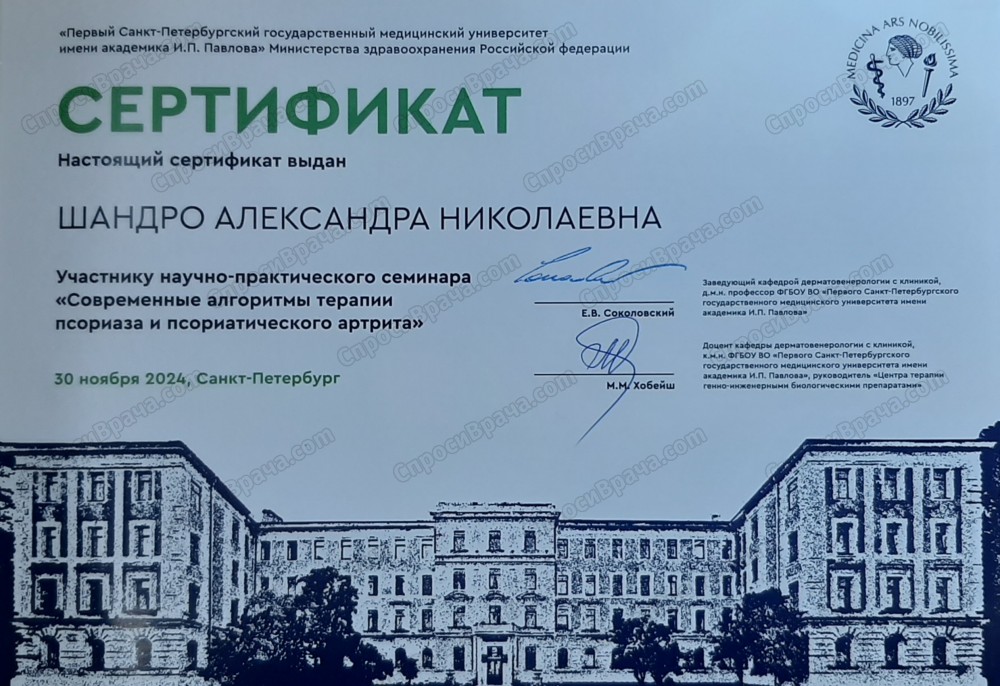 «Первый Санкт-Петербургский государственный медицинский университет
имени академика И.П. Павлова» Министерства здравоохранения Российской федерации
MEDICINA ARS NOBILISSIMA
1897
СЕРТИФИКАТ
Настоящий сертификат выдан
ШАНДРО АЛЕКСАНДРА НИКОЛАЕВНА
Участнику научно-практического семинара
«Современные алгоритмы терапии
псориаза и псориатического артрита»
30 ноября 2024, Санкт-Петербург
Е.В. Соколовский
Заведующий кафедрой дерматовенерологии с клиникой,
д.м.н. профессор ФГБОУ ВО «Первого Санкт-Петербургского
государственного медицинского университета имени
академика И.П. Павлова»
М.М. Хобейш
Доцент кафедры дерматовенерологии с клиникой,
к.м.н. ФГБОУ ВО «Первого Санкт-Петербургского
государственного медицинского университета имени
академика И.П. Павлова», руководитель «Центра терапии
генно-инженерными биологическими препаратами»
СпросиВрача.com